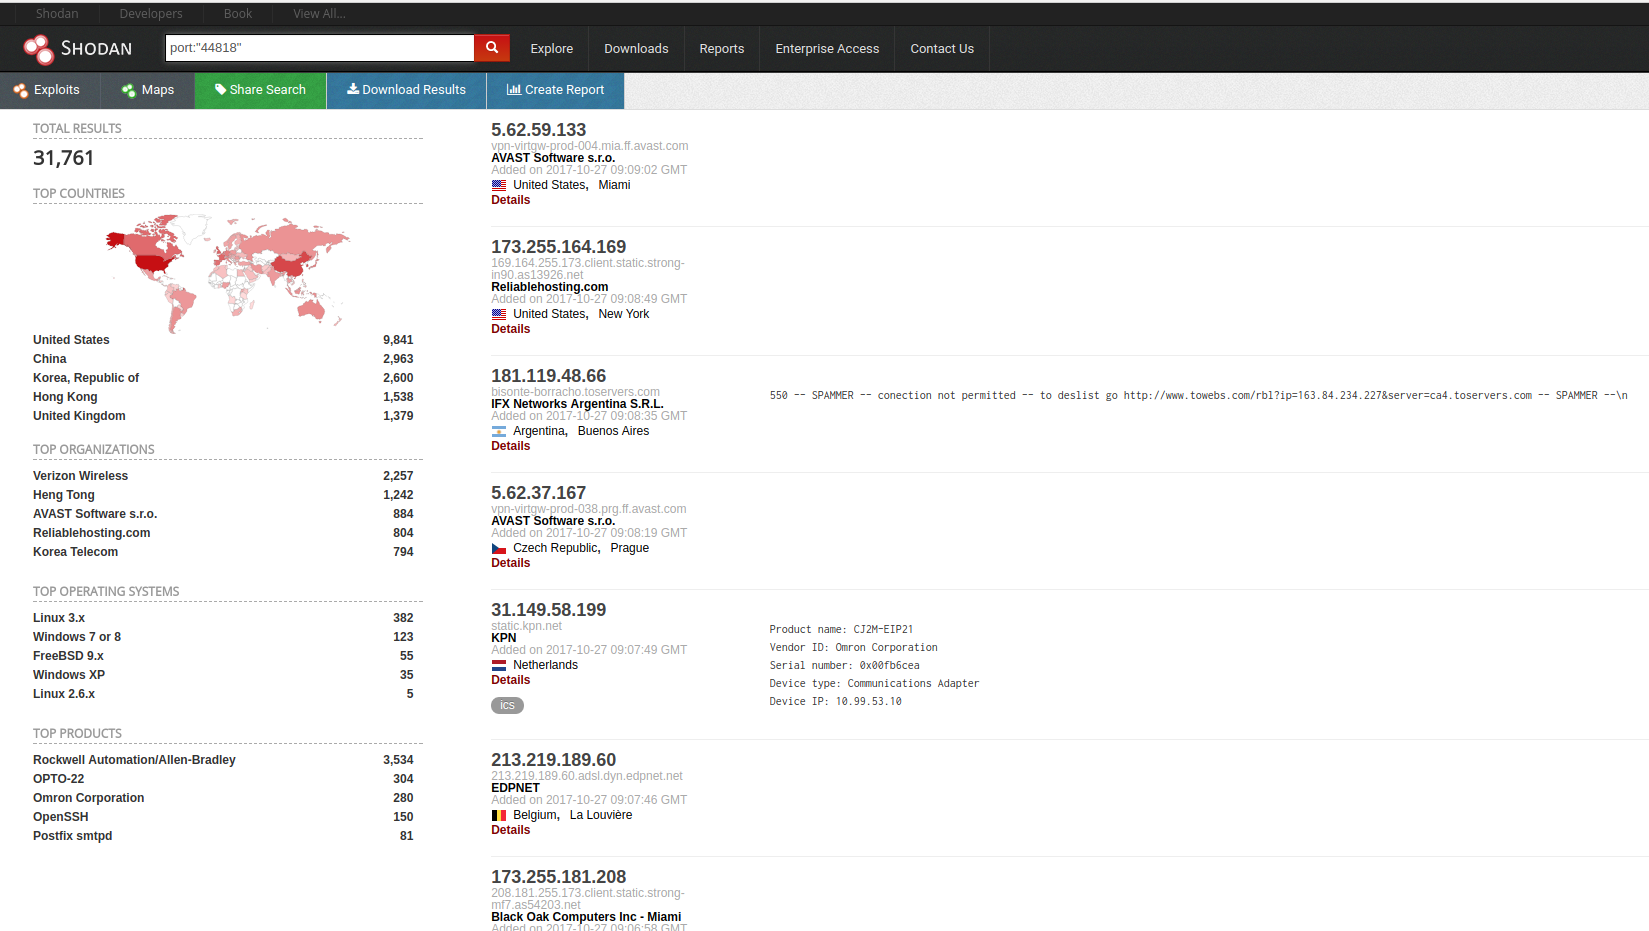 Shodan Developers Book View All...
SHODAN port:"44818" Explore Downloads Reports Enterprise Access Contact Us
Exploits Maps Share Search Download Results Create Report
TOTAL RESULTS
31,761
TOP COUNTRIES
United States 9,841
China 2,963
Korea, Republic of 2,600
Hong Kong 1,538
United Kingdom 1,379
TOP ORGANIZATIONS
Verizon Wireless 2,257
Heng Tong 1,242
AVAST Software s.r.o. 884
Reliablehosting.com 804
Korea Telecom 794
TOP OPERATING SYSTEMS
Linux 3.x 382
Windows 7 or 8 123
FreeBSD 9.x 55
Windows XP 35
Linux 2.6.x 5
TOP PRODUCTS
Rockwell Automation/Allen-Bradley 3,534
OPTO-22 304
Omron Corporation 280
OpenSSH 150
Postfix smtpd 81
5.62.59.133
vpn-virtgw-prod-004.mia.ff.avast.com
AVAST Software s.r.o.
Added on 2017-10-27 09:09:02 GMT
United States, Miami
Details
173.255.164.169
169.164.255.173.client.static.strong-
in90.as13926.net
Reliablehosting.com
Added on 2017-10-27 09:08:49 GMT
United States, New York
Details
181.119.48.66
bisonte-borracho.toservers.com
IFX Networks Argentina S.R.L.
Added on 2017-10-27 09:08:35 GMT
Argentina, Buenos Aires
Details
550 -- SPAMMER -- conection not permitted -- to deslist go http://www.towebs.com/rbl?ip=163.84.234.227&server=ca4.toservers.com -- SPAMMER --\n
5.62.37.167
vpn-virtgw-prod-038.prg.ff.avast.com
AVAST Software s.r.o.
Added on 2017-10-27 09:08:19 GMT
Czech Republic, Prague
Details
31.149.58.199
static.kpn.net
KPN
Added on 2017-10-27 09:07:49 GMT
Netherlands
Details
ics
Product name: CJ2M-EIP21
Vendor ID: Omron Corporation
Serial number: 0x00fb6cea
Device type: Communications Adapter
Device IP: 10.99.53.10
213.219.189.60
213.219.189.60.adsl.dyn.edpnet.net
EDPNET
Added on 2017-10-27 09:07:46 GMT
Belgium, La Louvière
Details
173.255.181.208
208.181.255.173.client.static.strong-
mf7.as54203.net
Black Oak Computers Inc - Miami
Added on 2017-10-27 09:06:58 GMT